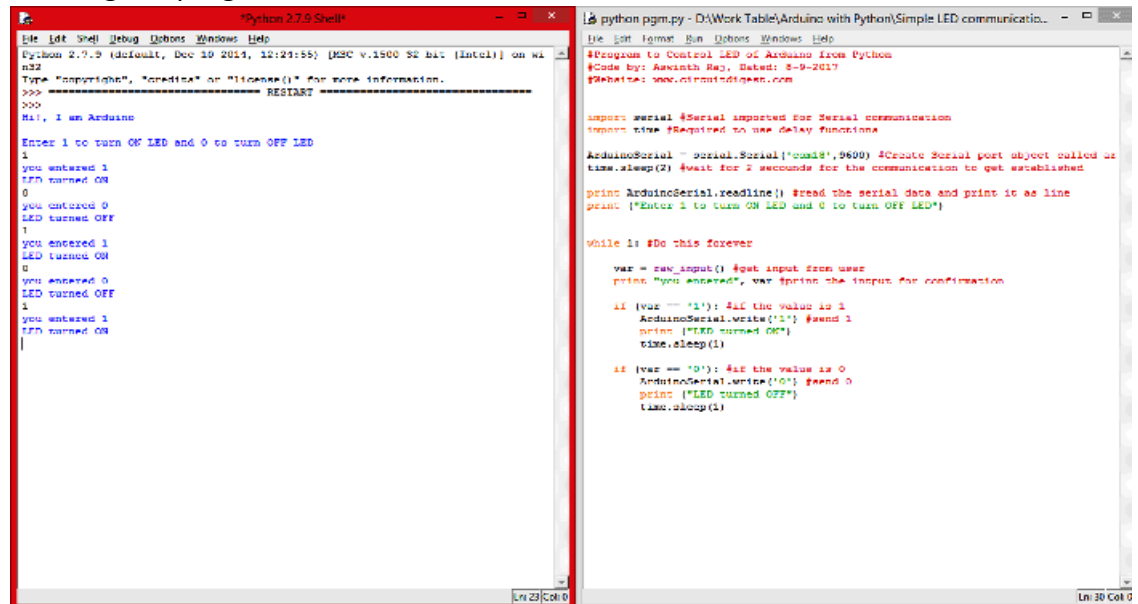 *Python 2.7.9 Shell*
File Edit Shell Debug Options Windows Help
Python 2.7.9 (default, Dec 10 2014, 12:24:55) [MSC v.1500 32 bit (Intel)] on wi
n32
Type "copyright", "credits" or "license()" for more information.
>>> ================================ RESTART ================================
>>>
Hi!, I am Arduino
Enter 1 to turn ON LED and 0 to turn OFF LED
1
you entered 1
LED turned ON
0
you entered 0
LED turned OFF
1
you entered 1
LED turned ON
0
you entered 0
LED turned OFF
1
you entered 1
LED turned ON
Ln: 23 Col: 0
python pgm.py - D:\Work Table\Arduino with Python\Simple LED communicatio...
File Edit Format Run Options Windows Help
#Program to Control LED of Arduino from Python
#Code by: Aswinth Raj, Dated: 8-9-2017
#Website: www.circuitdigest.com
import serial #Serial imported for Serial communication
import time #Required to use delay functions
ArduinoSerial = serial.Serial('com18',9600) #Create Serial port object called ar
time.sleep(2) #wait for 2 secounds for the communication to get established
print ArduinoSerial.readline() #read the serial data and print it as line
print ("Enter 1 to turn ON LED and 0 to turn OFF LED")
while 1: #Do this forever
var = raw_input() #get input from user
print "you entered", var #print the intput for confirmation
if (var == '1'): #if the value is 1
ArduinoSerial.write('1') #send 1
print ("LED turned ON")
time.sleep(1)
if (var == '0'): #if the value is 0
ArduinoSerial.write('0') #send 0
print ("LED turned OFF")
time.sleep(1)
Ln: 30 Col: 0